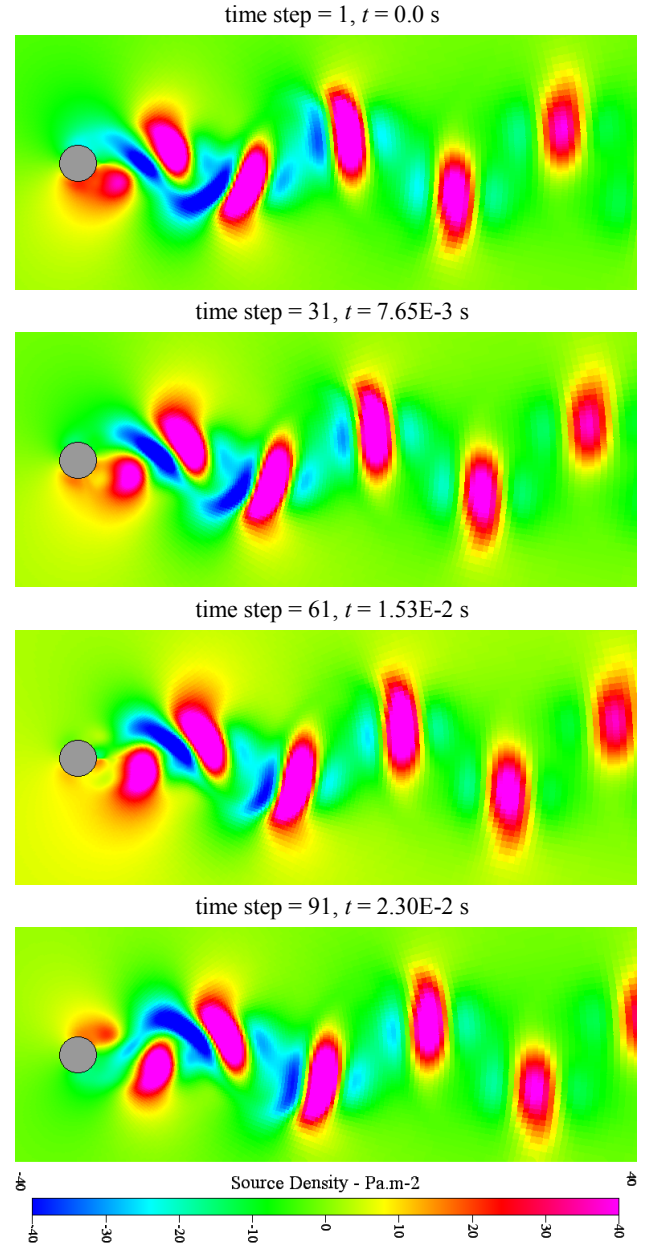 time step = 1, t = 0.0 s
time step = 31, t = 7.65E-3 s
time step = 61, t = 1.53E-2 s
time step = 91, t = 2.30E-2 s
-40 Source Density - Pa.m-2 40
-40 -30 -20 -10 0 10 20 30 40